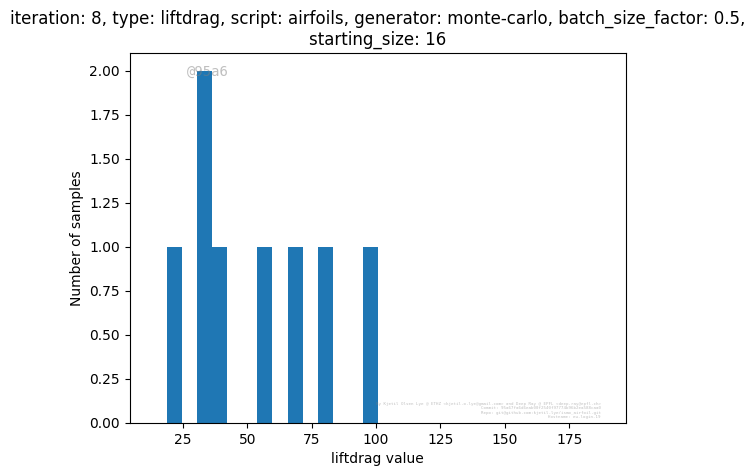 iteration: 8, type: liftdrag, script: airfoils, generator: monte-carlo, batch_size_factor: 0.5,
starting_size: 16
@95a6
2.00
1.75
1.50
1.25
1.00
0.75
0.50
0.25
0.00
Number of samples
25 50 75 100 125 150 175
liftdrag value